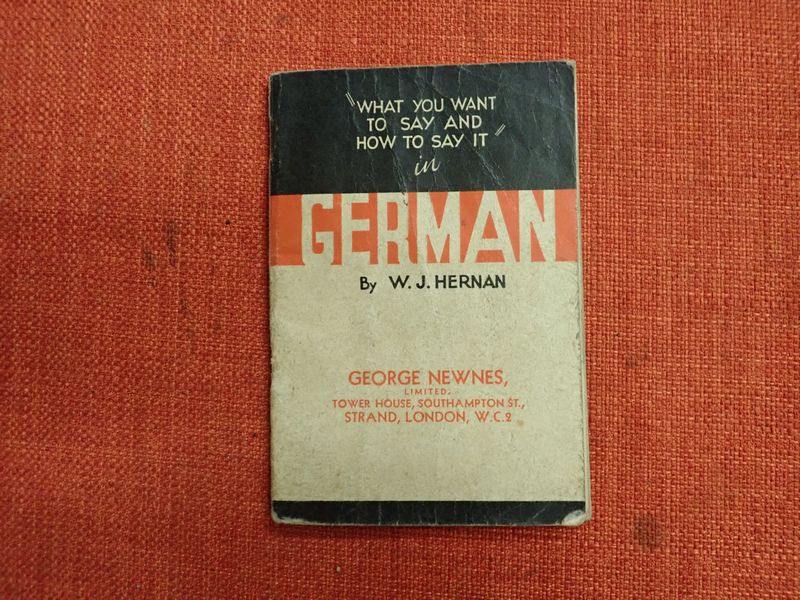 "WHAT YOU WANT
TO SAY AND
HOW TO SAY IT"
in
GERMAN
By W. J. HERNAN
GEORGE NEWNES,
LIMITED.
TOWER HOUSE, SOUTHAMPTON ST.,
STRAND, LONDON, W.C.2